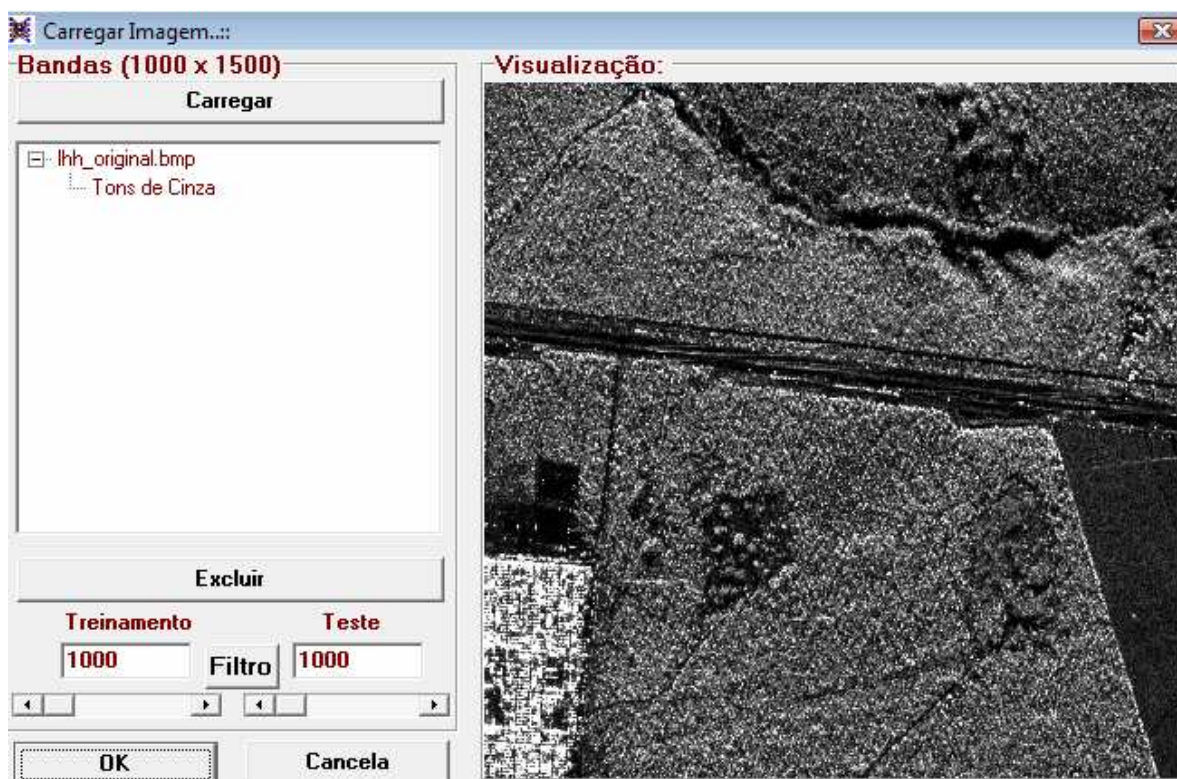 Carregar Imagem..::
Bandas (1000 x 1500)
Carregar
lhh_original.bmp
Tons de Cinza
Excluir
Treinamento
Teste
1000
Filtro
1000
OK
Cancela
Visualização: